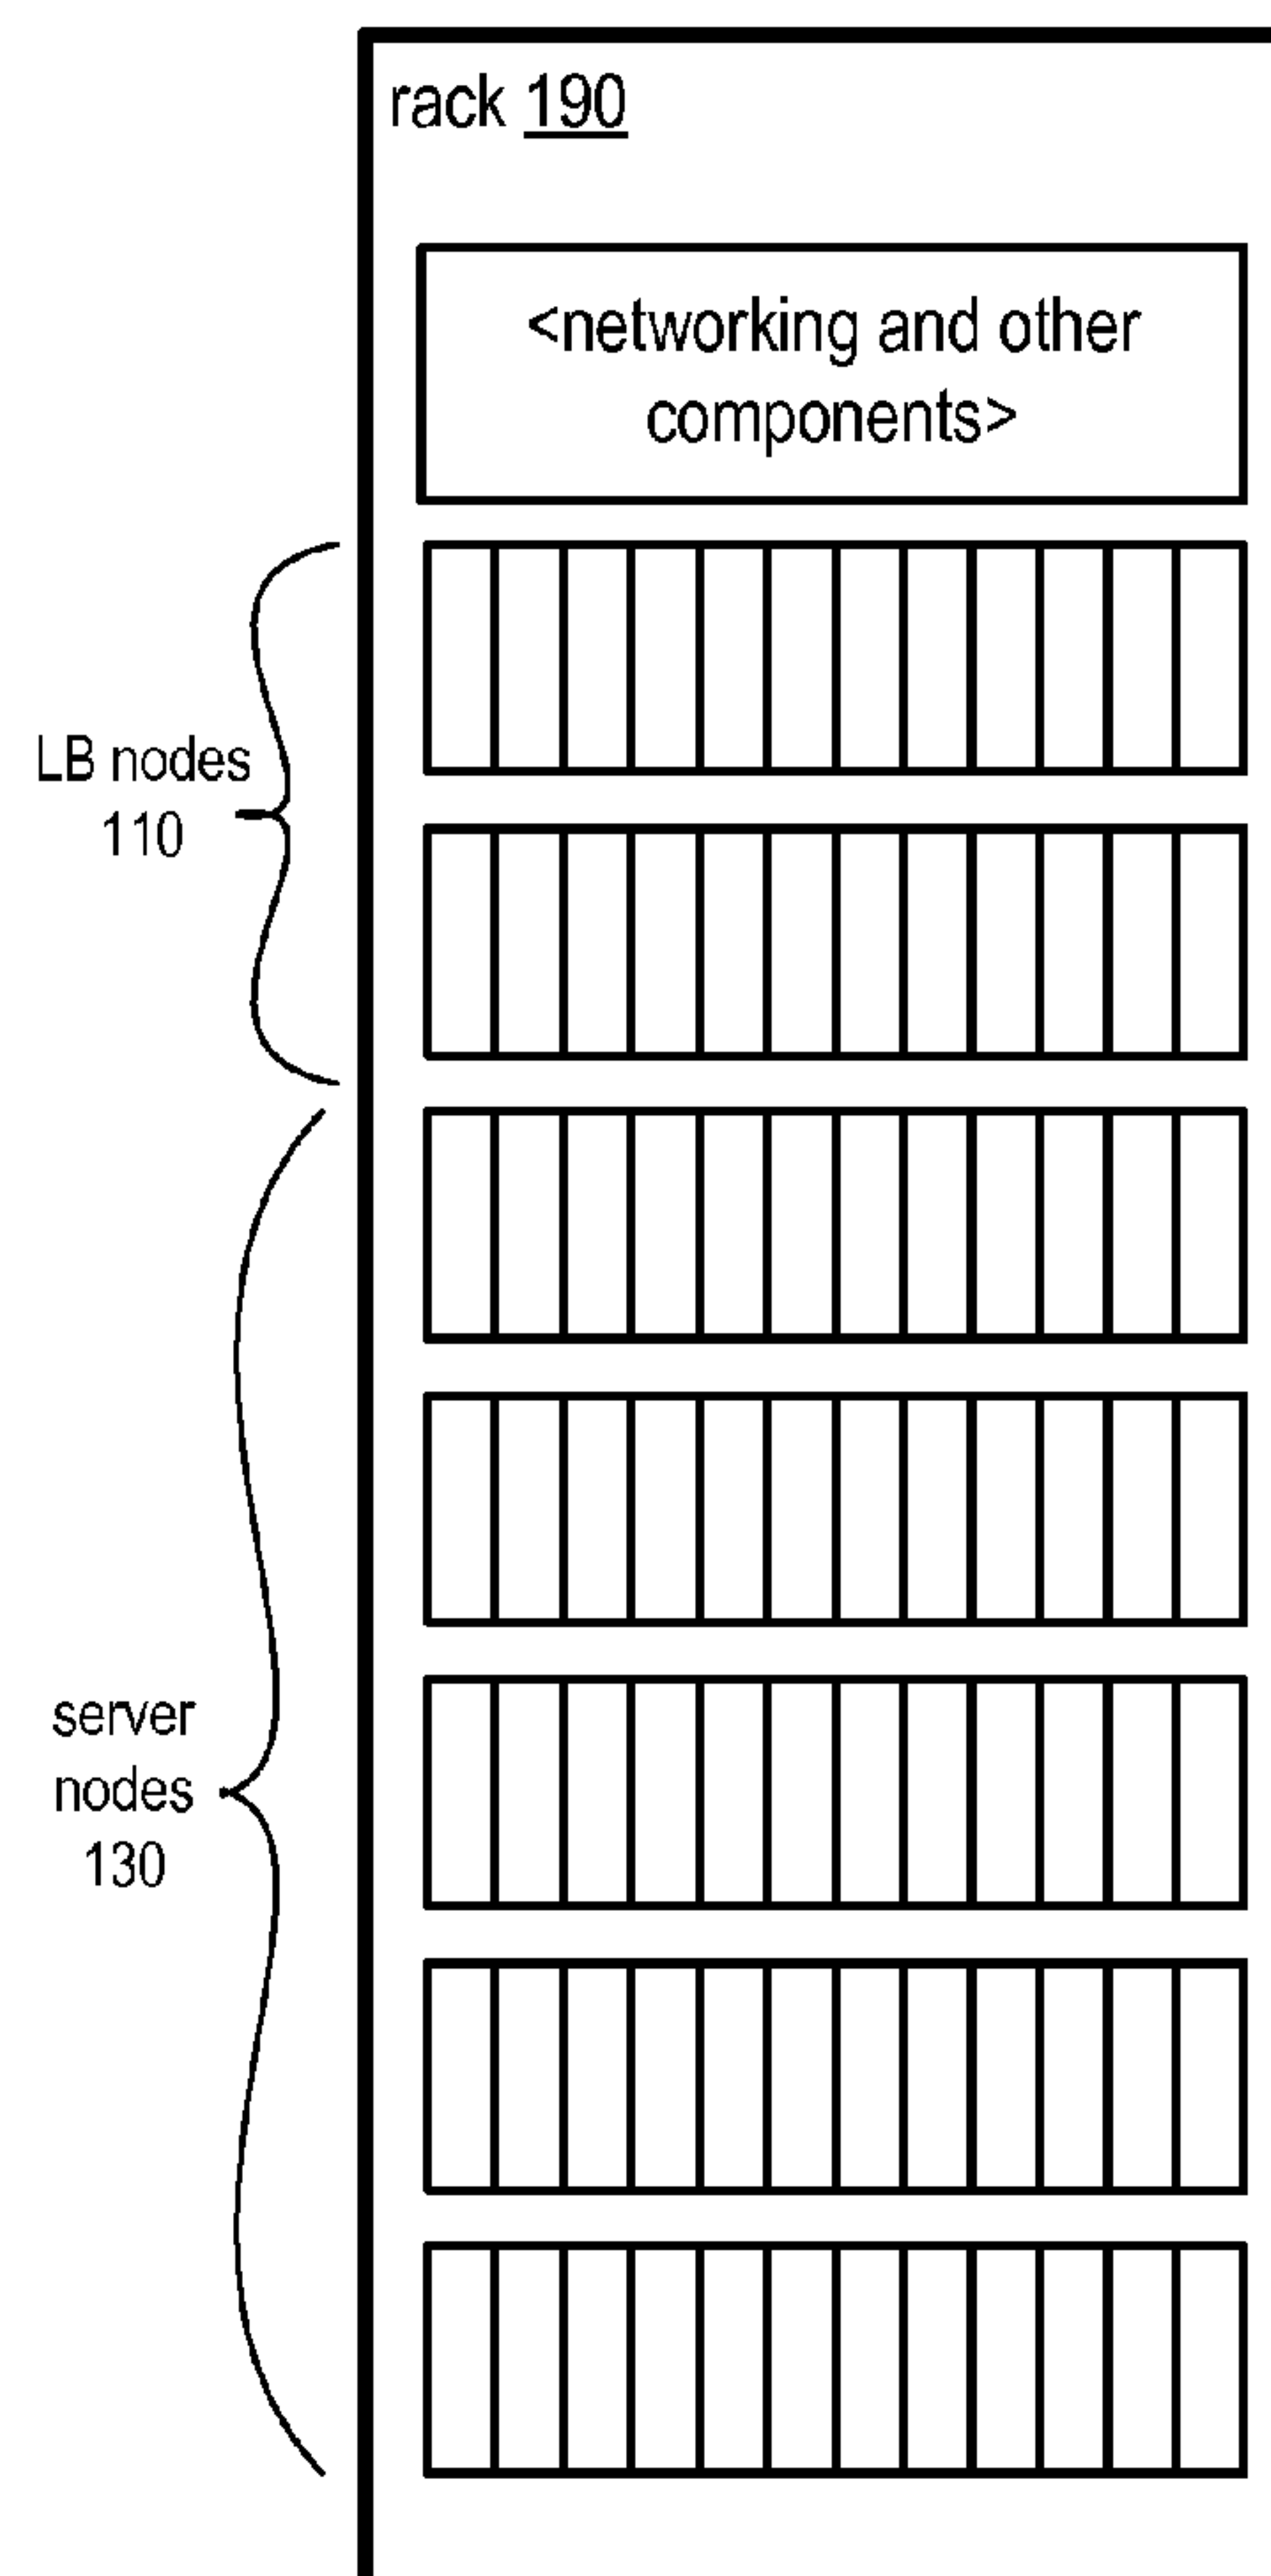 rack 190
<networking and other
components>
LB nodes
110
server
nodes
130